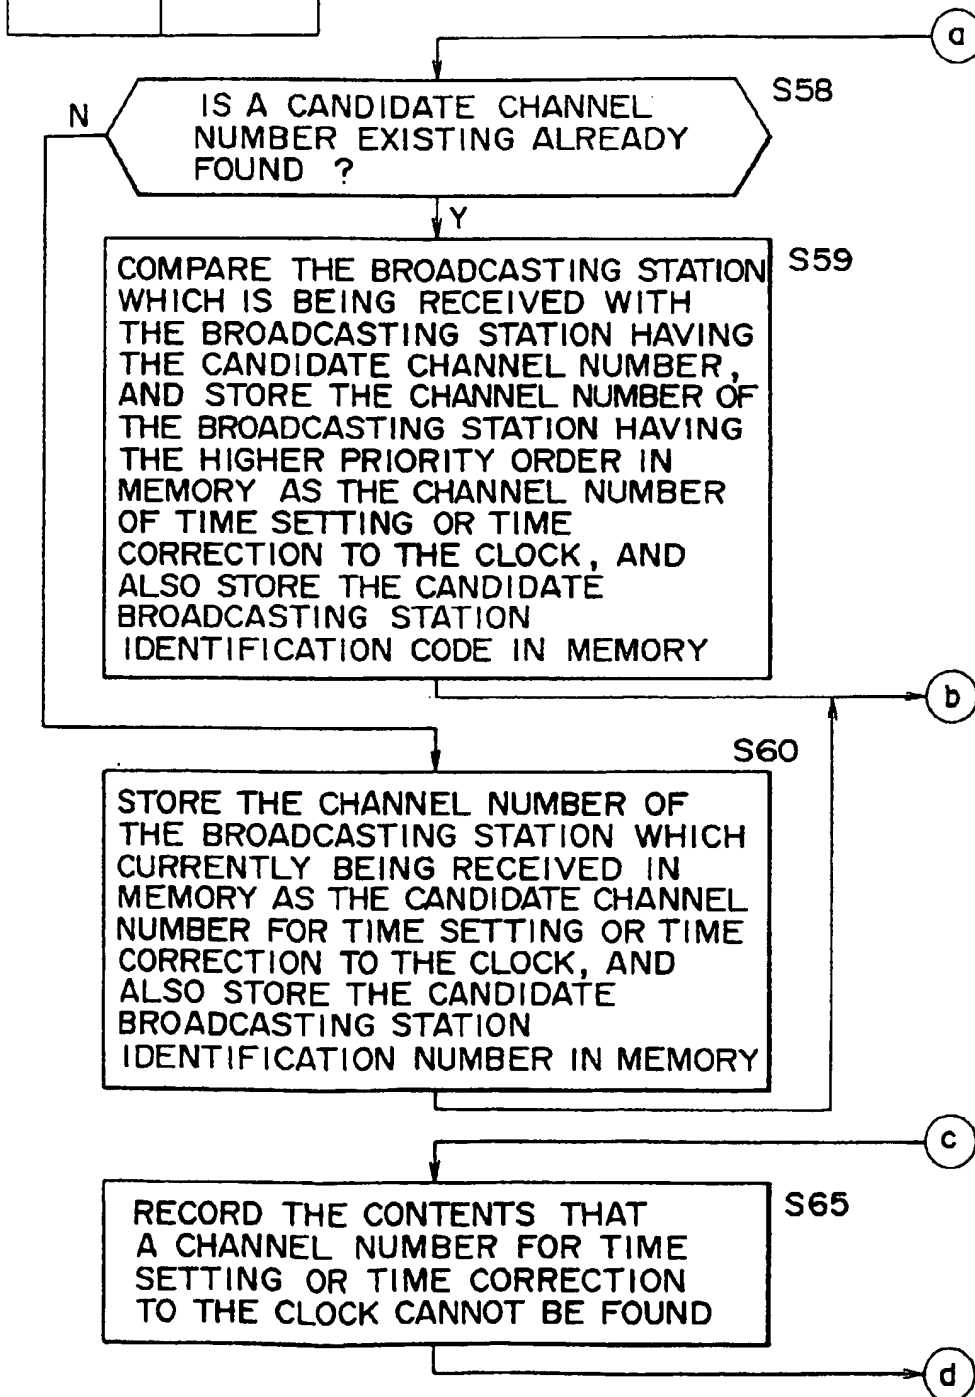 a
S58
N
IS A CANDIDATE CHANNEL
NUMBER EXISTING ALREADY
FOUND ?
Y
S59
COMPARE THE BROADCASTING STATION
WHICH IS BEING RECEIVED WITH
THE BROADCASTING STATION HAVING
THE CANDIDATE CHANNEL NUMBER,
AND STORE THE CHANNEL NUMBER OF
THE BROADCASTING STATION HAVING
THE HIGHER PRIORITY ORDER IN
MEMORY AS THE CHANNEL NUMBER
OF TIME SETTING OR TIME
CORRECTION TO THE CLOCK, AND
ALSO STORE THE CANDIDATE
BROADCASTING STATION
IDENTIFICATION CODE IN MEMORY
b
S60
STORE THE CHANNEL NUMBER OF
THE BROADCASTING STATION WHICH
CURRENTLY BEING RECEIVED IN
MEMORY AS THE CANDIDATE CHANNEL
NUMBER FOR TIME SETTING OR TIME
CORRECTION TO THE CLOCK, AND
ALSO STORE THE CANDIDATE
BROADCASTING STATION
IDENTIFICATION NUMBER IN MEMORY
c
S65
RECORD THE CONTENTS THAT
A CHANNEL NUMBER FOR TIME
SETTING OR TIME CORRECTION
TO THE CLOCK CANNOT BE FOUND
d